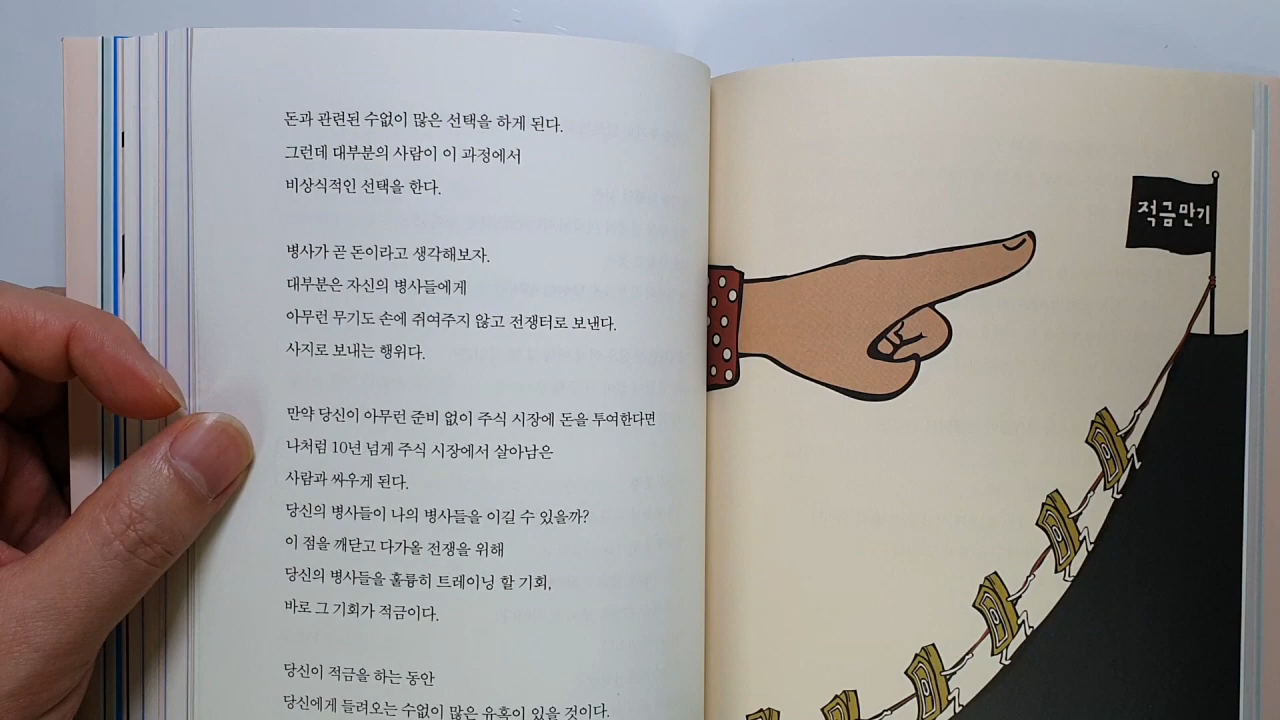 돈과 관련된 수없이 많은 선택을 하게 된다.
그런데 대부분의 사람이 이 과정에서
비상식적인 선택을 한다.
병사가 곧 돈이라고 생각해보자.
대부분은 자신의 병사들에게
아무런 무기도 손에 쥐여주지 않고 전쟁터로 보낸다.
사지로 보내는 행위다.
만약 당신이 아무런 준비 없이 주식 시장에 돈을 투여한다면
나처럼 10년 넘게 주식 시장에서 살아남은
사람과 싸우게 된다.
당신의 병사들이 나의 병사들을 이길 수 있을까?
이 점을 깨닫고 다가올 전쟁을 위해
당신의 병사들을 훌륭히 트레이닝 할 기회,
바로 그 기회가 적금이다.
당신이 적금을 하는 동안
당신에게 들려오는 수없이 많은 유혹이 있을 것이다.
적금만기